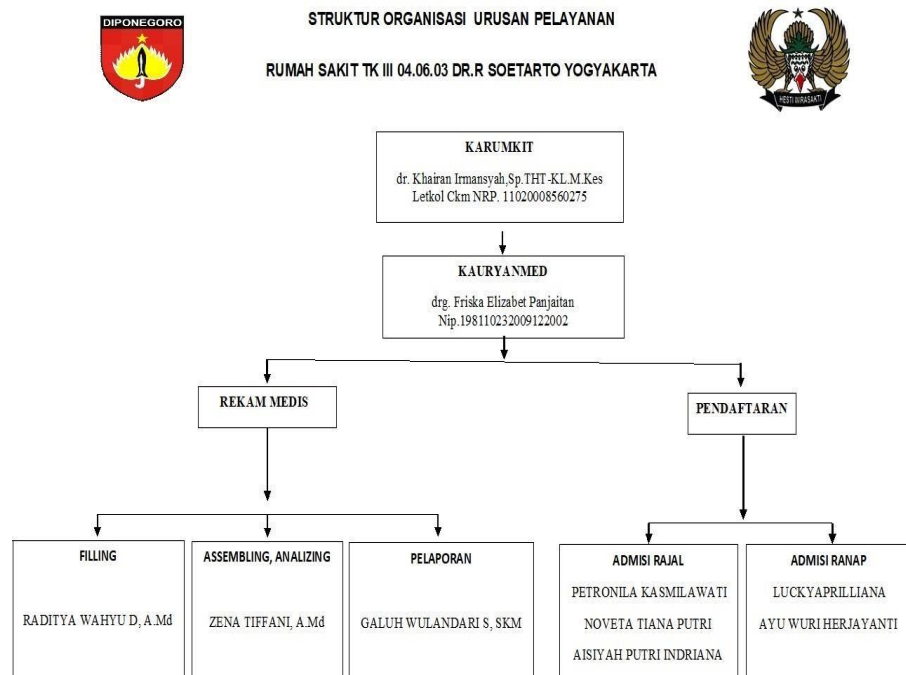 DIPONEGORO
STRUKTUR ORGANISASI URUSAN PELAYANAN
RUMAH SAKIT TK III 04.06.03 DR.R SOETARTO YOGYAKARTA
HESTI WIRASAKTI
KARUMKIT
dr. Khairan Irmansyah,Sp.THT-KL.M.Kes
Letkol Ckm NRP. 11020008560275
KAURYANMED
drg. Friska Elizabet Panjaitan
Nip.198110232009122002
REKAM MEDIS
PENDAFTARAN
FILLING
RADITYA WAHYU D, A.Md
ASSEMBLING, ANALIZING
ZENA TIFFANI, A.Md
PELAPORAN
GALUH WULANDARI S, SKM
ADMISI RAJAL
PETRONILA KASMILAWATI
NOVETA TIANA PUTRI
AISIYAH PUTRI INDRIANA
ADMISI RANAP
LUCKYAPRILLIANA
AYU WURI HERJAYANTI